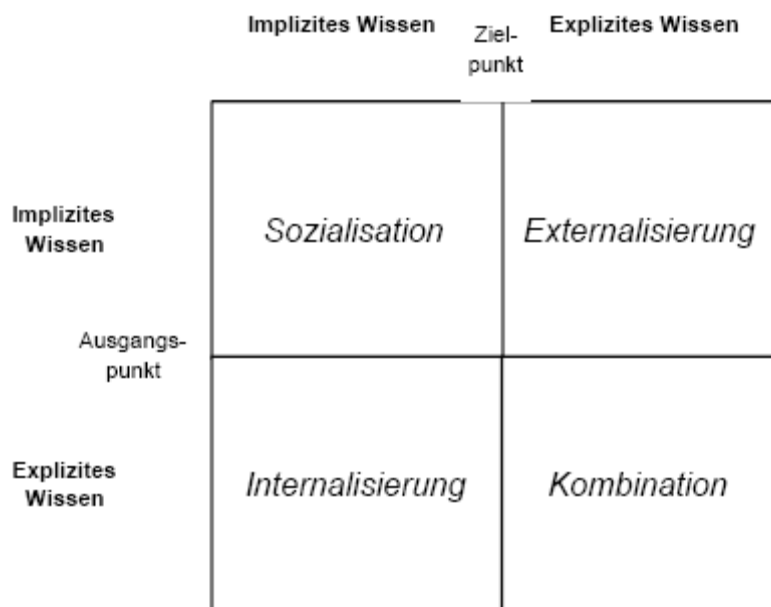 Implizites Wissen
Ziel-
punkt
Explizites Wissen
Implizites
Wissen
Sozialisation
Externalisierung
Ausgangs-
punkt
Explizites
Wissen
Internalisierung
Kombination